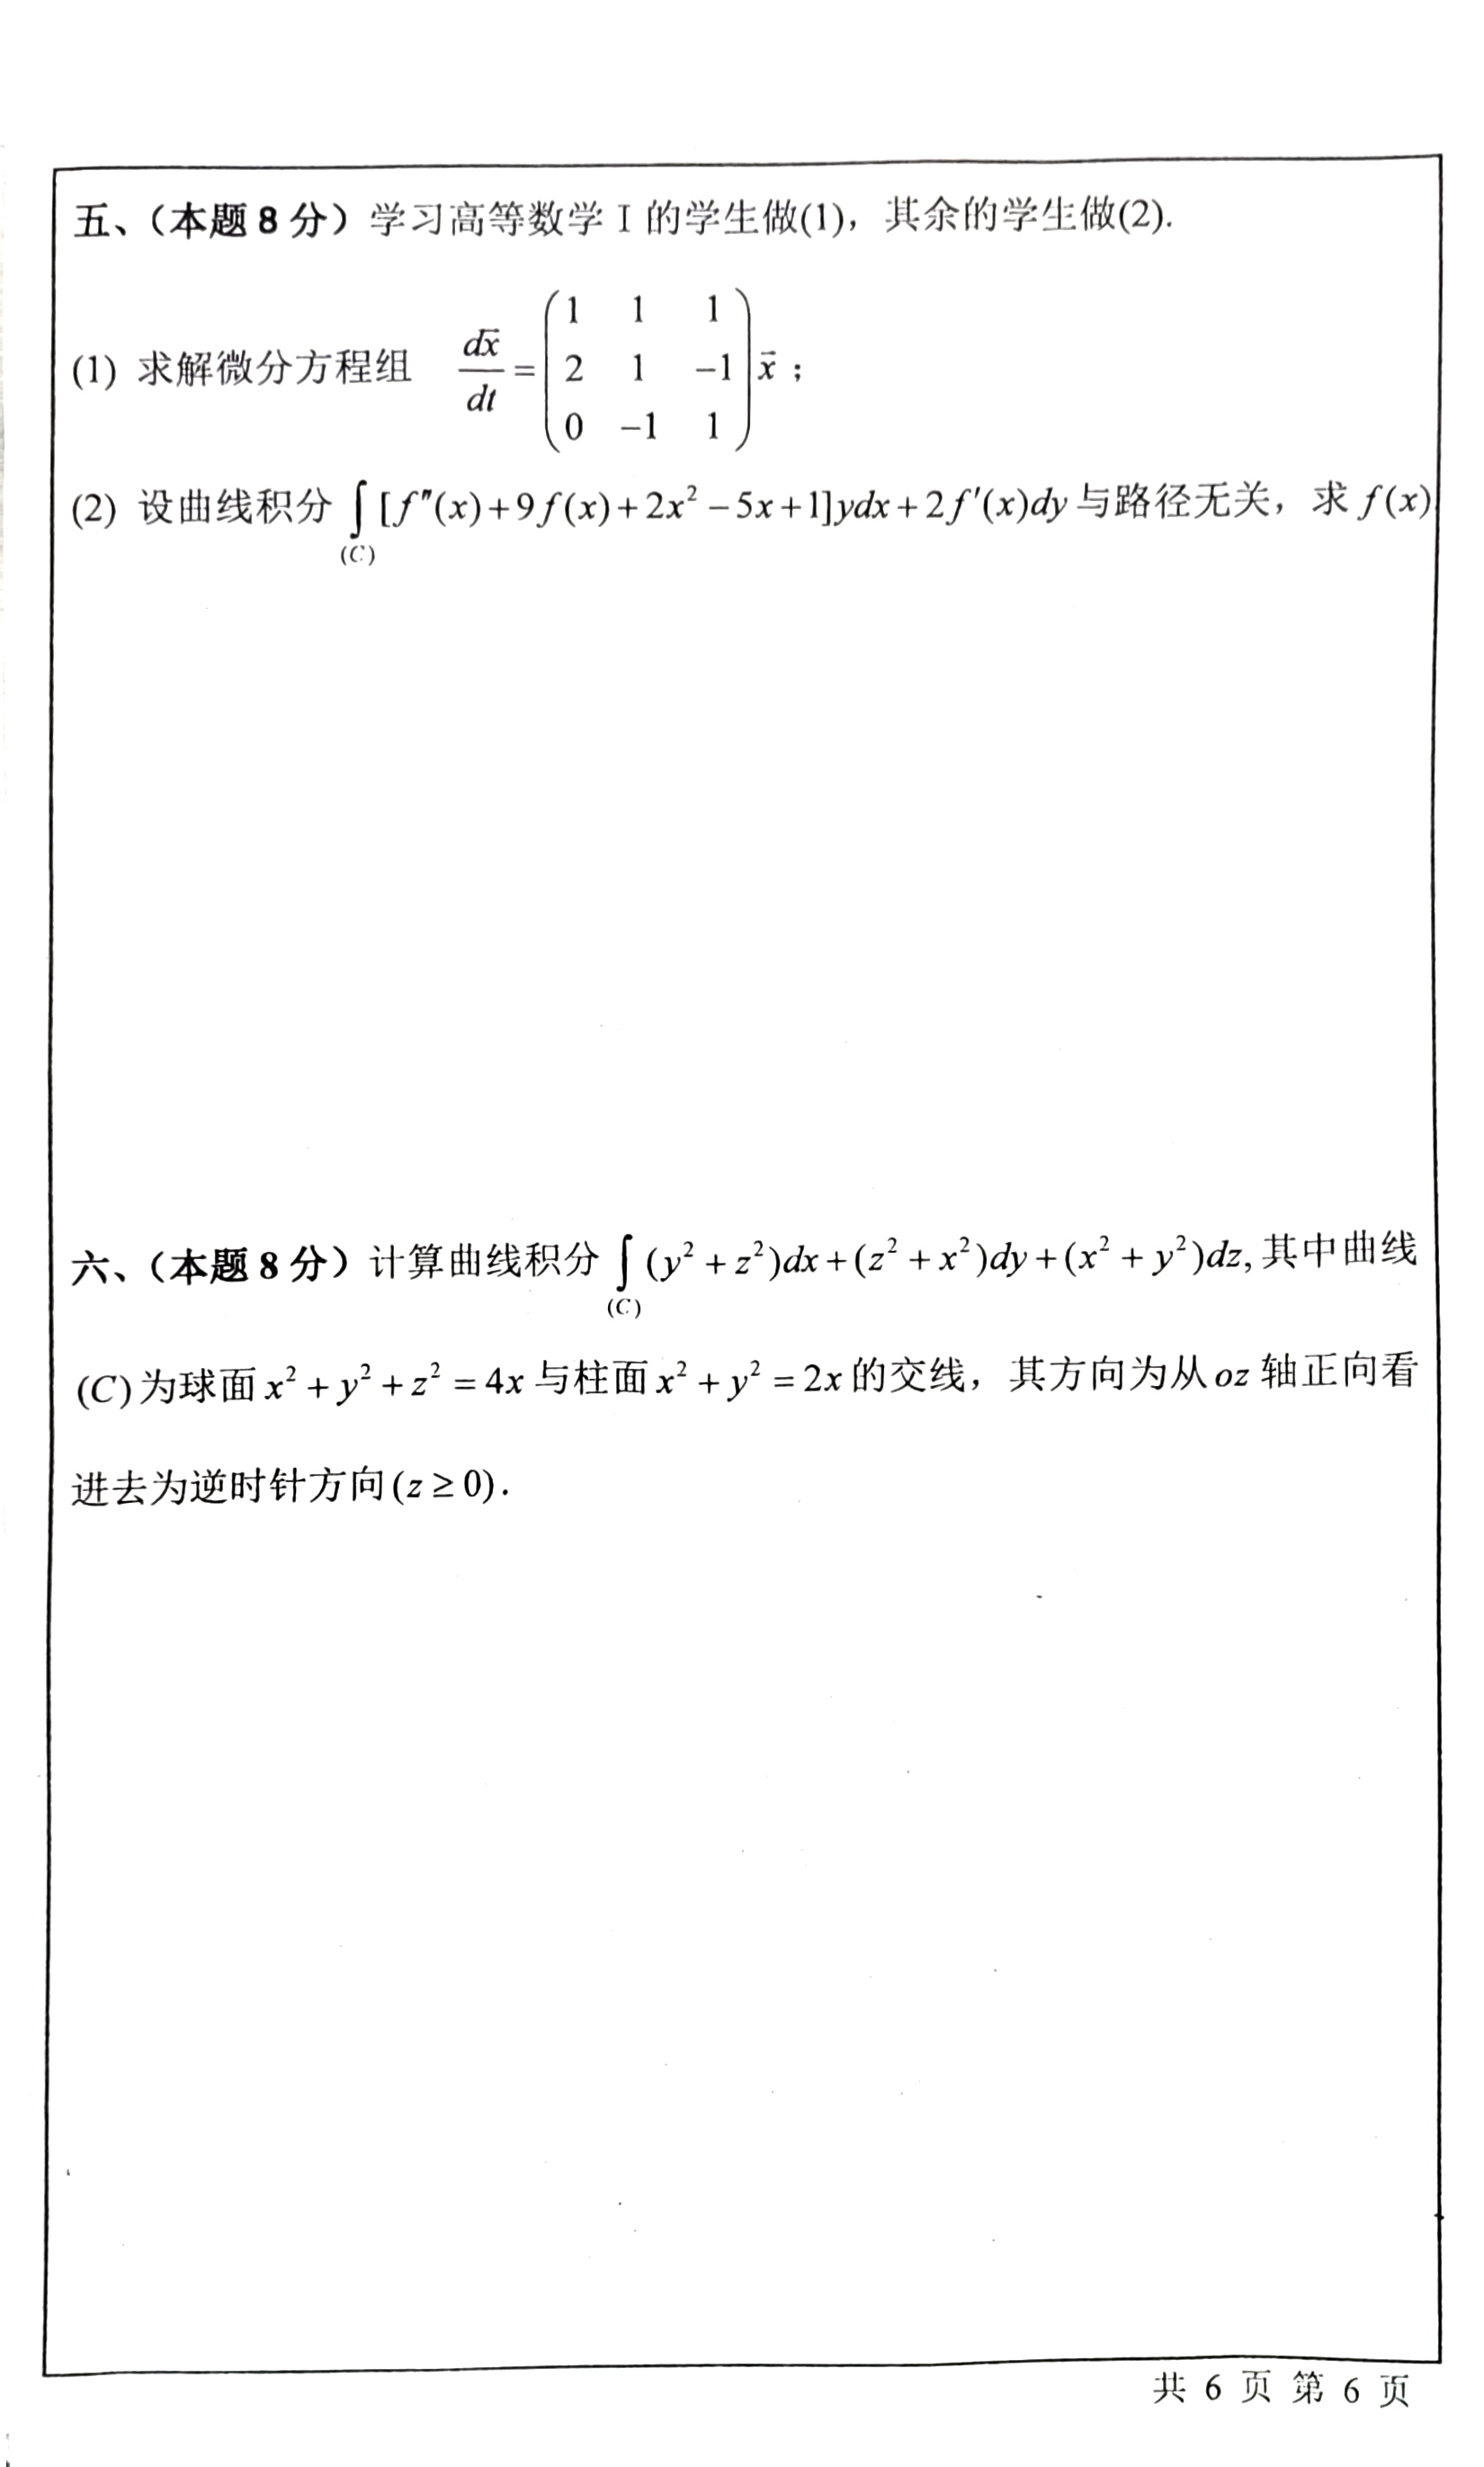 五、（本题 8 分）学习高等数学 I 的学生做(1)，其余的学生做(2).
(1) 求解微分方程组 $\frac{d\vec{x}}{dt}=\begin{pmatrix}1 & 1 & 1\\ 2 & 1 & -1\\ 0 & -1 & 1\end{pmatrix}\vec{x}$；
(2) 设曲线积分 $\int_{(C)}[f''(x)+9f(x)+2x^2-5x+1]ydx+2f'(x)dy$ 与路径无关，求 $f(x)$
六、（本题 8 分）计算曲线积分 $\int_{(C)}(y^2+z^2)dx+(z^2+x^2)dy+(x^2+y^2)dz$, 其中曲线
(C)为球面 $x^2+y^2+z^2=4x$ 与柱面 $x^2+y^2=2x$ 的交线，其方向为从 oz 轴正向看
进去为逆时针方向$(z\geq 0)$.
共 6 页 第 6 页